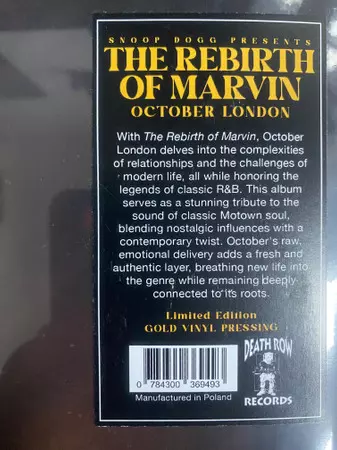 SNOOP DOGG PRESENTS
THE REBIRTH
OF MARVIN
OCTOBER LONDON
With The Rebirth of Marvin, October
London delves into the complexities
of relationships and the challenges of
modern life, all while honoring the
legends of classic R&B. This album
serves as a stunning tribute to the
sound of classic Motown soul,
blending nostalgic influences with a
contemporary twist. October's raw,
emotional delivery adds a fresh and
authentic layer, breathing new life into
the genre while remaining deeply
connected to its roots.
Limited Edition
GOLD VINYL PRESSING
0 784300 369493
Manufactured in Poland
DEATH ROW
RECORDS